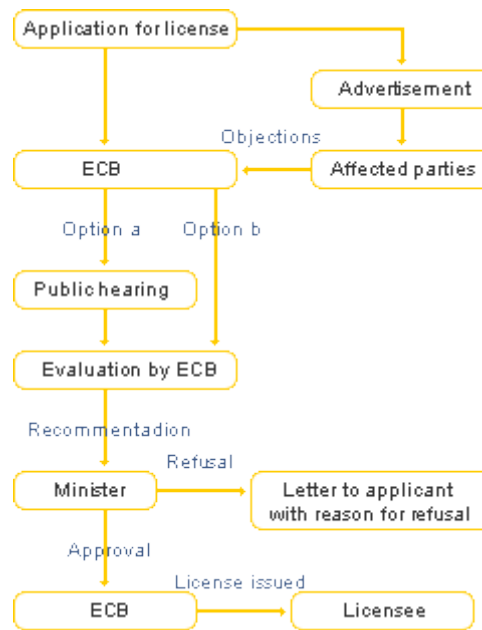 Application for license
Advertisement
Objections
ECB
Affected parties
Option a
Option b
Public hearing
Evaluation by ECB
Recommentadion
Refusal
Minister
Letter to applicant
with reason for refusal
Approval
License issued
ECB
Licensee